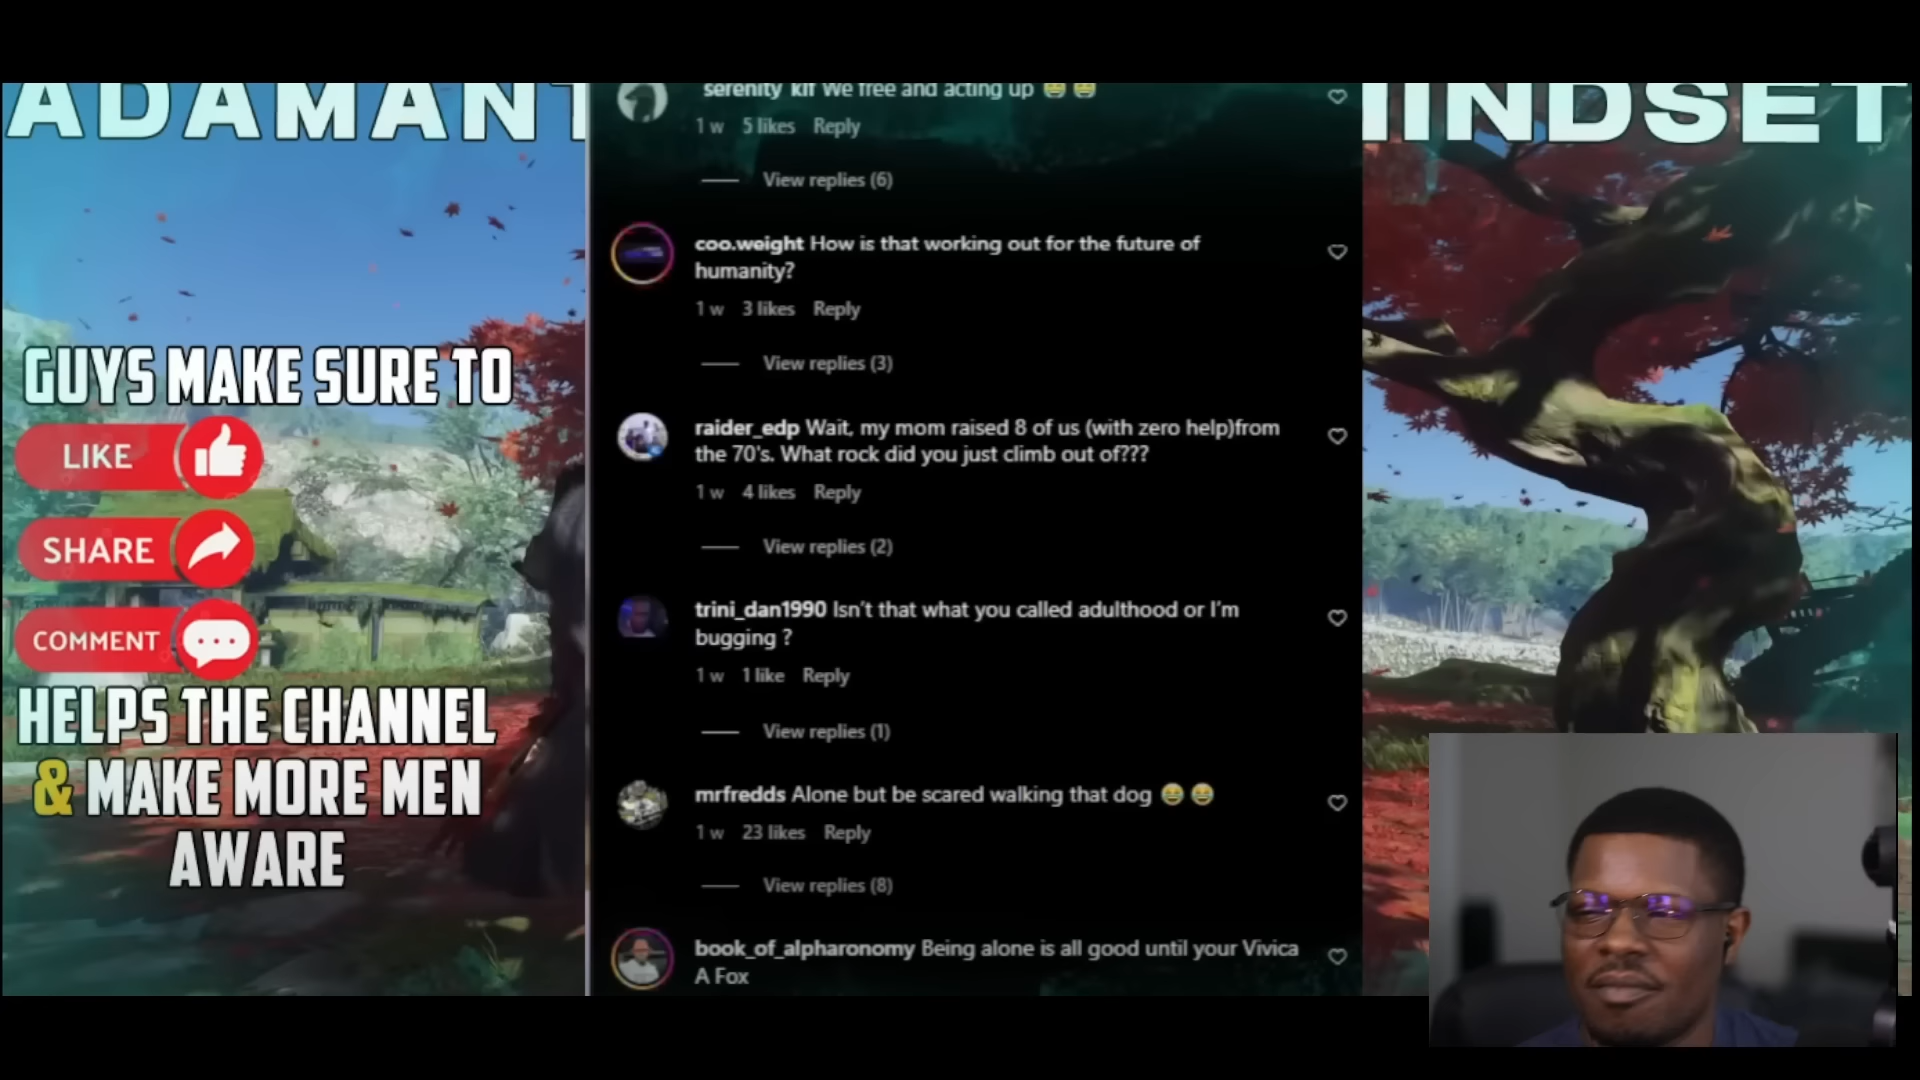 ADAMANT
MINDSET
GUYS MAKE SURE TO
LIKE
SHARE
COMMENT
HELPS THE CHANNEL
& MAKE MORE MEN
AWARE
serenity_kif We free and acting up 😅😅
1 w 5 likes Reply
View replies (6)
coo.weight How is that working out for the future of
humanity?
1 w 3 likes Reply
View replies (3)
raider_edp Wait, my mom raised 8 of us (with zero help)from
the 70's. What rock did you just climb out of???
1 w 4 likes Reply
View replies (2)
trini_dan1990 Isn't that what you called adulthood or I'm
bugging ?
1 w 1 like Reply
View replies (1)
mrfredds Alone but be scared walking that dog 😂😂
1 w 23 likes Reply
View replies (8)
book_of_alpharonomy Being alone is all good until your Vivica
A Fox